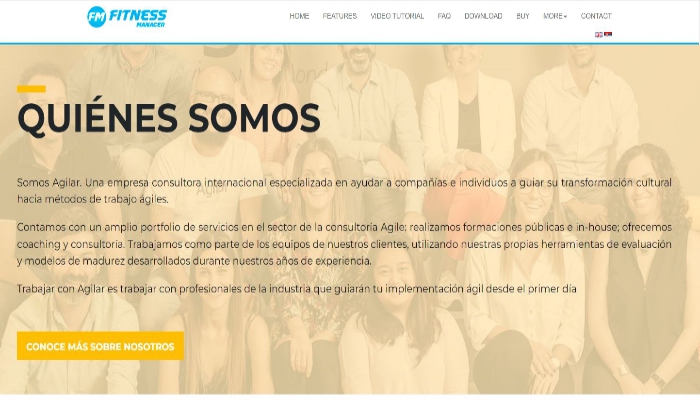 FM FITNESS
MANAGER
HOME FEATURES VIDEO TUTORIAL FAQ DOWNLOAD BUY MORE CONTACT
QUIÉNES SOMOS
Somos Agilar. Una empresa consultora internacional especializada en ayudar a compañías e individuos a guiar su transformación cultural
hacia métodos de trabajo ágiles.
Contamos con un amplio portfolio de servicios en el sector de la consultoría Agile: realizamos formaciones públicas e in-house; ofrecemos
coaching y consultoría. Trabajamos como parte de los equipos de nuestros clientes, utilizando nuestras propias herramientas de evaluación
y modelos de madurez desarrollados durante nuestros años de experiencia.
Trabajar con Agilar es trabajar con profesionales de la industria que guiarán tu implementación ágil desde el primer día
CONOCE MÁS SOBRE NOSOTROS